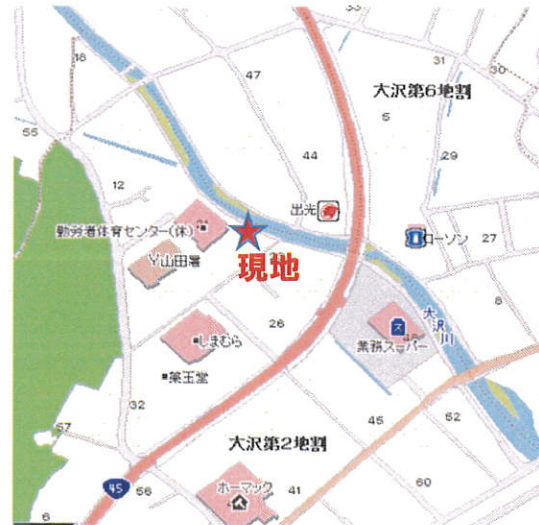 18
47
31
30
大沢第6地割
5
55
44
29
12
出光
勤労者体育センター(休)
ローソン
27
Y山田署
現地
8
大沢川
26
しまむら
業務スーパー
薬王堂
32
45
52
57
大沢第2地割
45
56
ホーマック
41
60
6